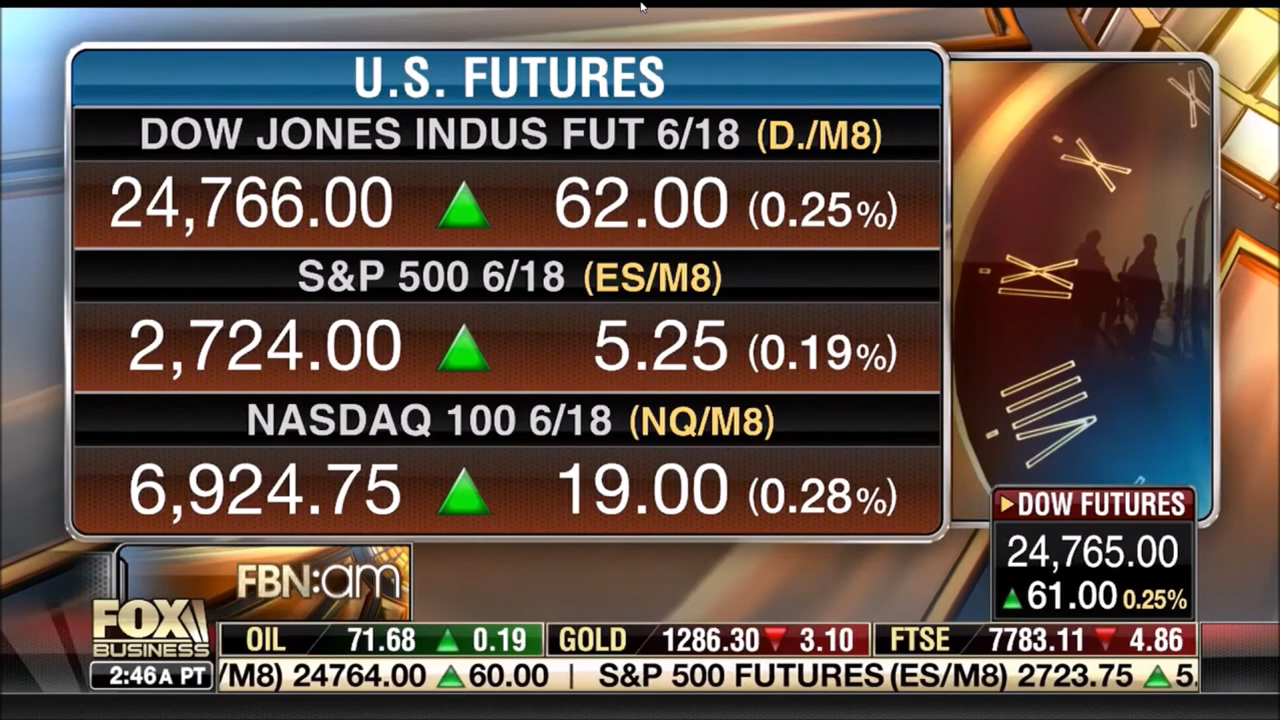 U.S. FUTURES
DOW JONES INDUS FUT 6/18 (D./M8)
24,766.00 ▲ 62.00 (0.25%)
S&P 500 6/18 (ES/M8)
2,724.00 ▲ 5.25 (0.19%)
NASDAQ 100 6/18 (NQ/M8)
6,924.75 ▲ 19.00 (0.28%)
DOW FUTURES
24,765.00
▲ 61.00 0.25%
FBN:am
FOX
BUSINESS
OIL 71.68 ▲ 0.19 GOLD 1286.30 ▼ 3.10 FTSE 7783.11 ▼ 4.86
2:46A PT
/M8) 24764.00 ▲ 60.00 | S&P 500 FUTURES (ES/M8) 2723.75 ▲ 5.